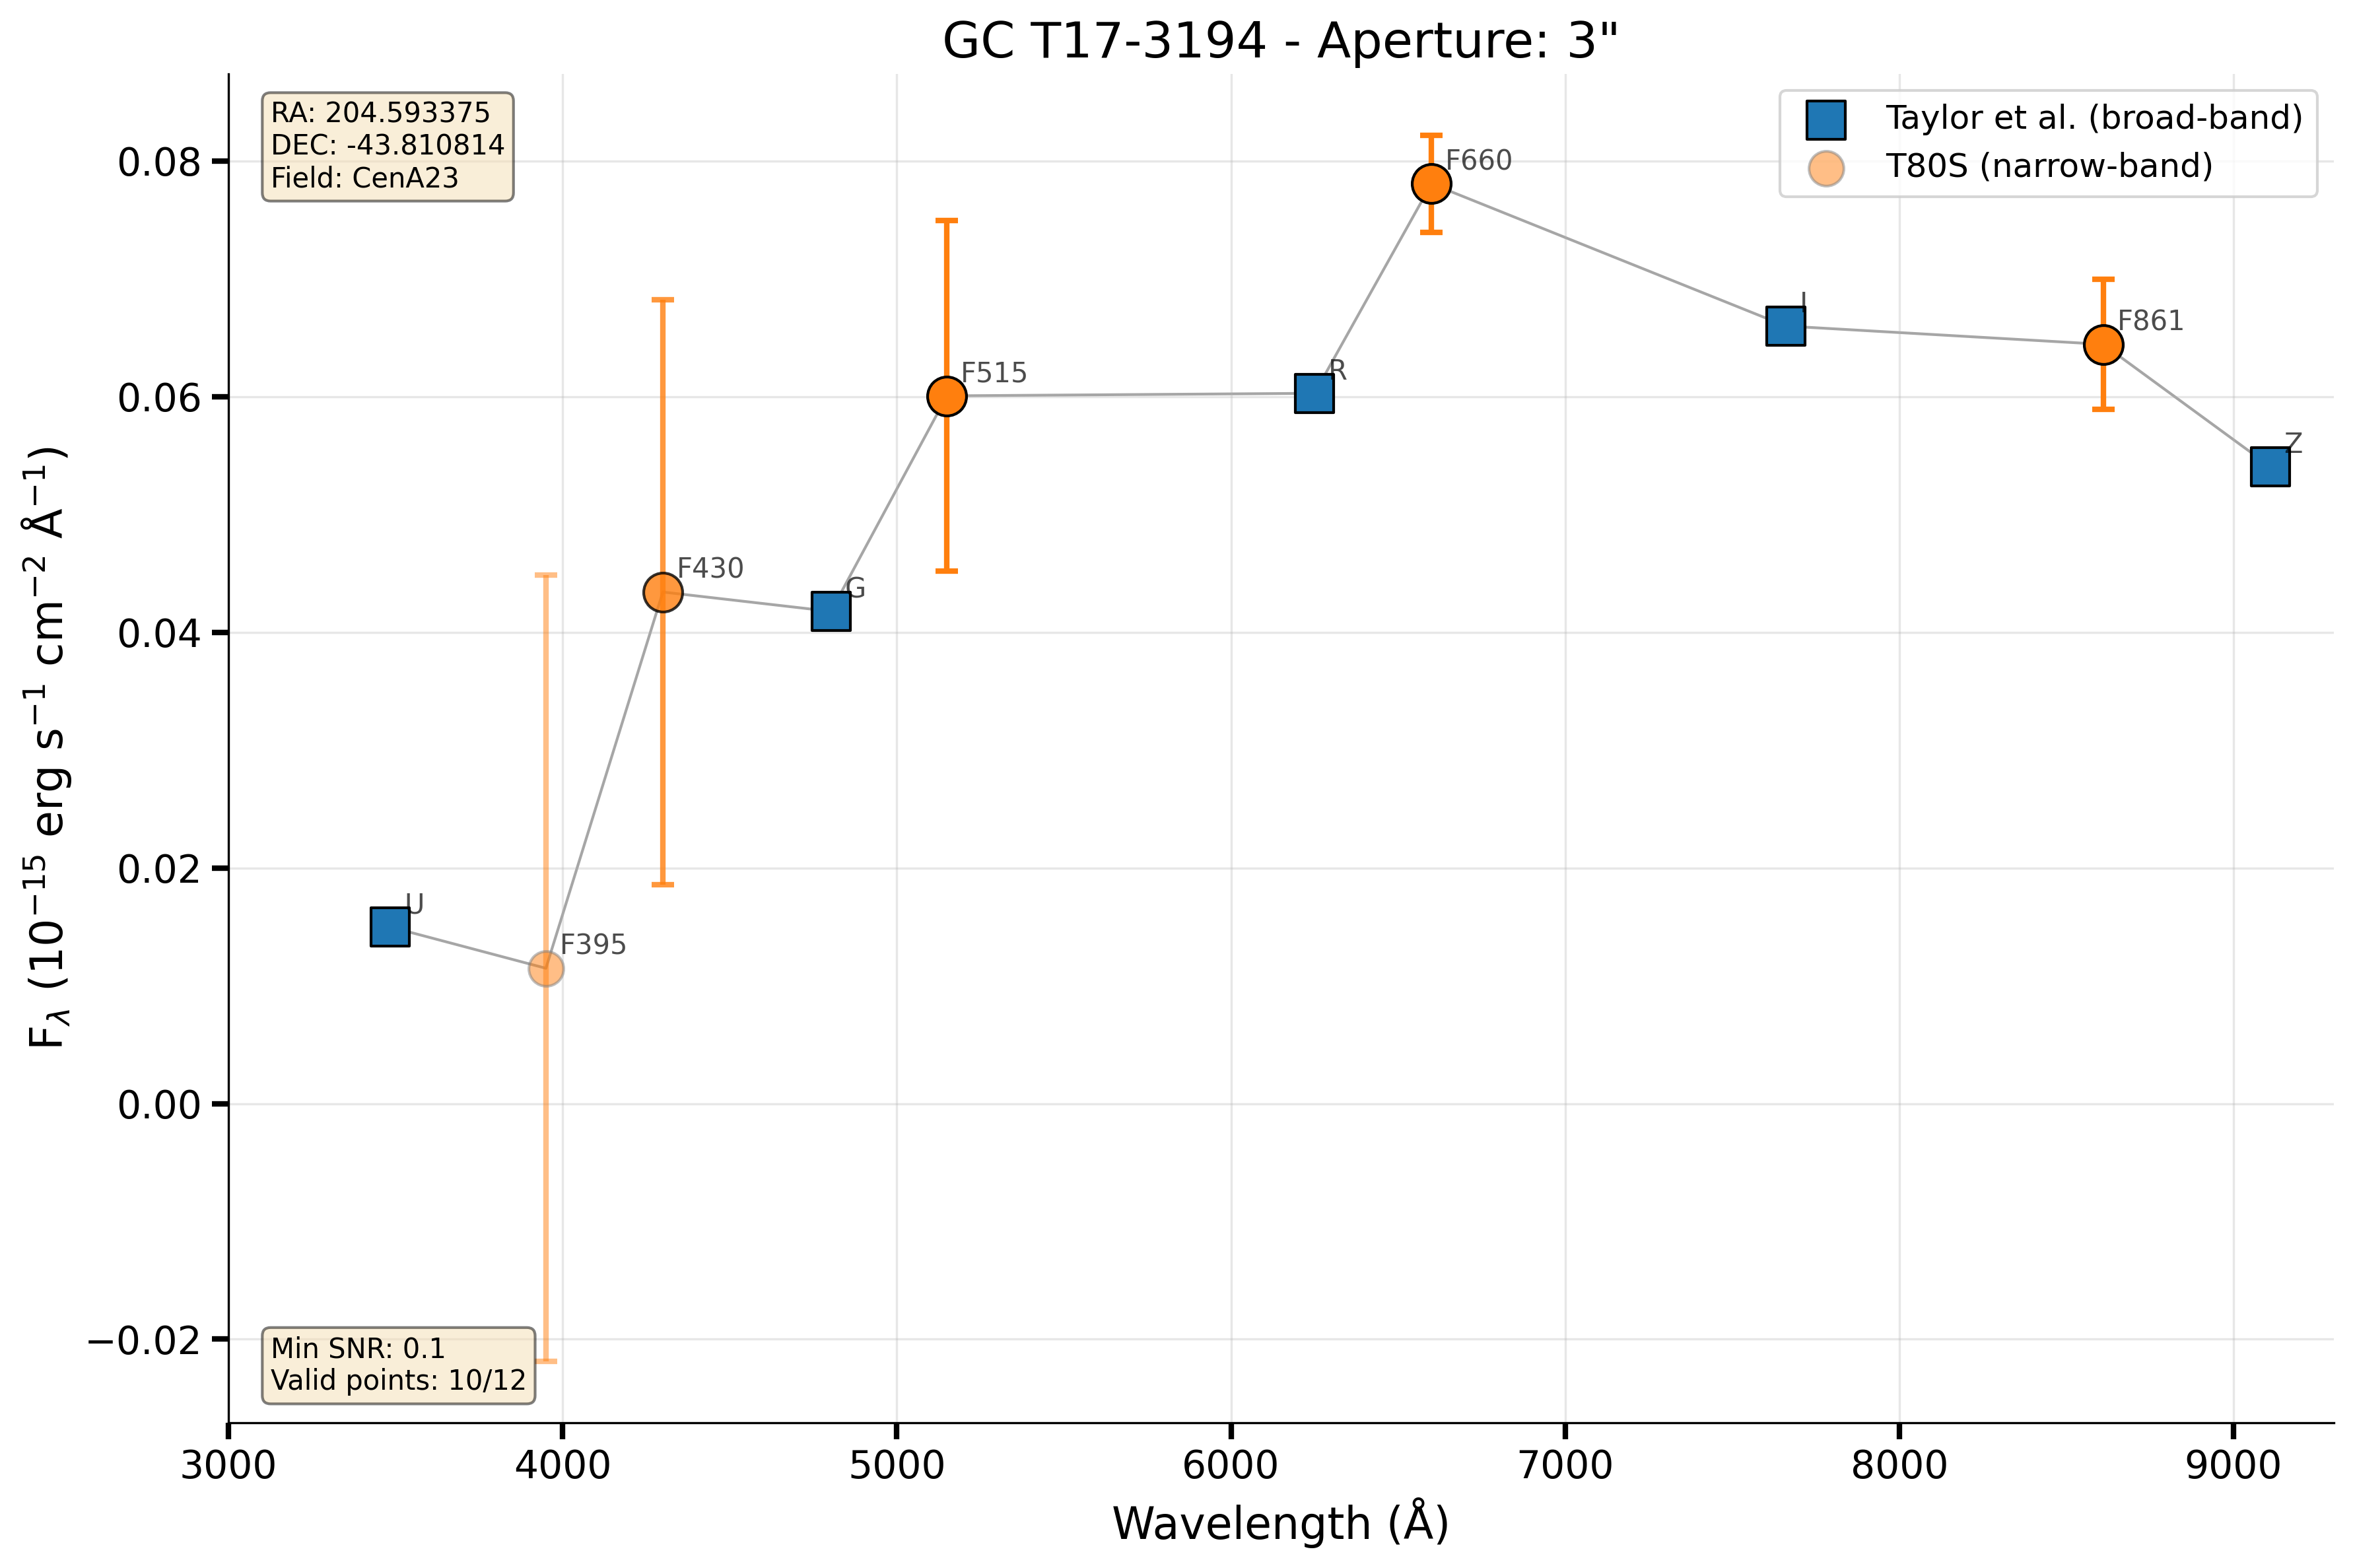 GC T17-3194 - Aperture: 3"
RA: 204.593375
DEC: -43.810814
Field: CenA23
Taylor et al. (broad-band)
T80S (narrow-band)
F660
F861
I
R
Z
F515
F430
G
U
F395
0.08
0.06
0.04
0.02
0.00
−0.02
F_λ (10⁻¹⁵ erg s⁻¹ cm⁻² Å⁻¹)
Min SNR: 0.1
Valid points: 10/12
3000 4000 5000 6000 7000 8000 9000
Wavelength (Å)